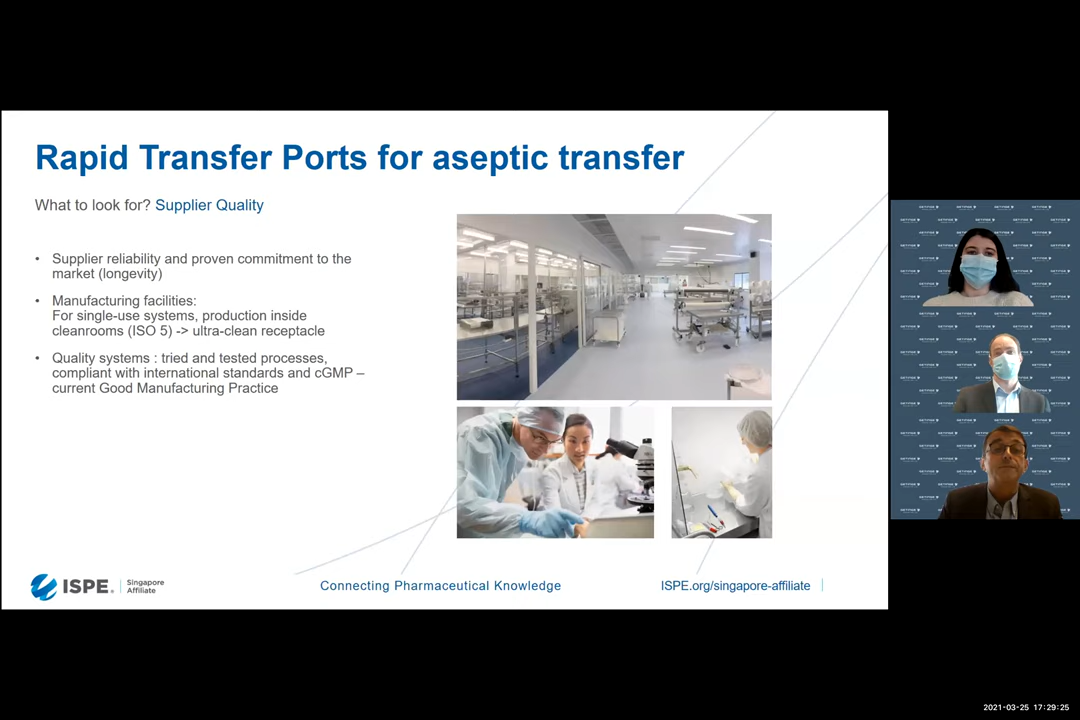 Rapid Transfer Ports for aseptic transfer
What to look for? Supplier Quality
• Supplier reliability and proven commitment to the
market (longevity)
• Manufacturing facilities:
For single-use systems, production inside
cleanrooms (ISO 5) -> ultra-clean receptacle
• Quality systems : tried and tested processes,
compliant with international standards and cGMP –
current Good Manufacturing Practice
ISPE®
Singapore
Affiliate
Connecting Pharmaceutical Knowledge
ISPE.org/singapore-affiliate
2021-03-25 17:29:25